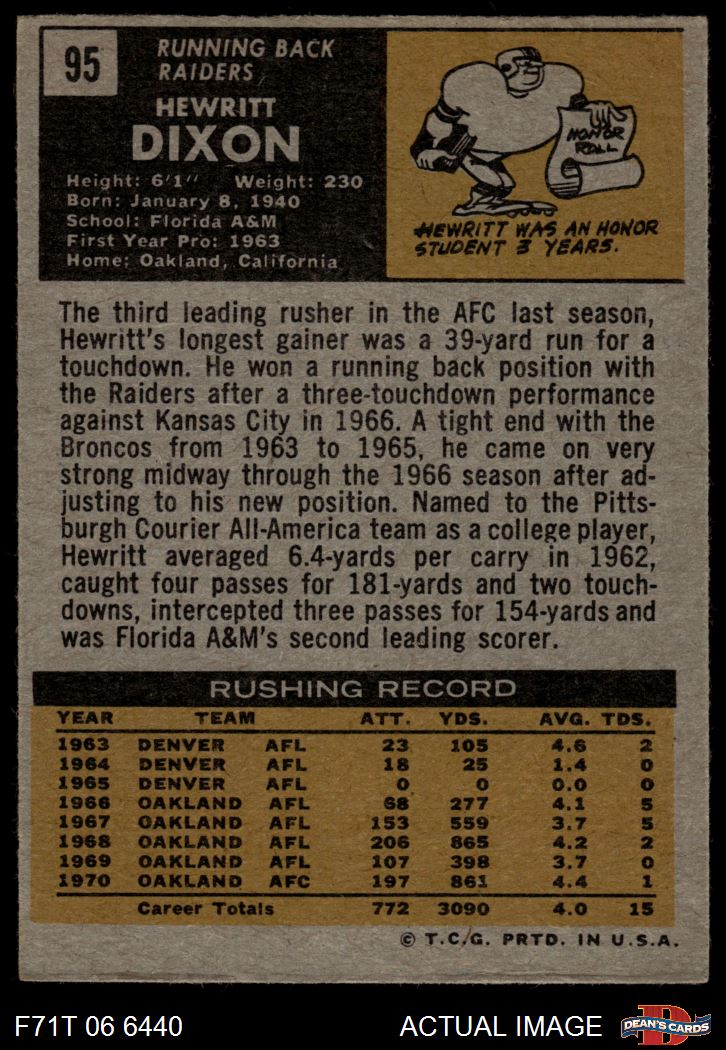 95
RUNNING BACK
RAIDERS
HEWRITT
DIXON
Height: 6'1" Weight: 230
Born: January 8, 1940
School: Florida A&M
First Year Pro: 1963
Home: Oakland, California
HONOR
ROLL
HEWRITT WAS AN HONOR
STUDENT 3 YEARS.
The third leading rusher in the AFC last season,
Hewritt's longest gainer was a 39-yard run for a
touchdown. He won a running back position with
the Raiders after a three-touchdown performance
against Kansas City in 1966. A tight end with the
Broncos from 1963 to 1965, he came on very
strong midway through the 1966 season after ad-
justing to his new position. Named to the Pitts-
burgh Courier All-America team as a college player,
Hewritt averaged 6.4-yards per carry in 1962,
caught four passes for 181-yards and two touch-
downs, intercepted three passes for 154-yards and
was Florida A&M's second leading scorer.
RUSHING RECORD
YEAR TEAM ATT. YDS. AVG. TDS.
1963 DENVER AFL 23 105 4.6 2
1964 DENVER AFL 18 25 1.4 0
1965 DENVER AFL 0 0 0.0 0
1966 OAKLAND AFL 68 277 4.1 5
1967 OAKLAND AFL 153 559 3.7 5
1968 OAKLAND AFL 206 865 4.2 2
1969 OAKLAND AFL 107 398 3.7 0
1970 OAKLAND AFC 197 861 4.4 1
Career Totals 772 3090 4.0 15
© T.C.G. PRTD. IN U.S.A.
F71T 06 6440 ACTUAL IMAGE D DEAN'S CARDS